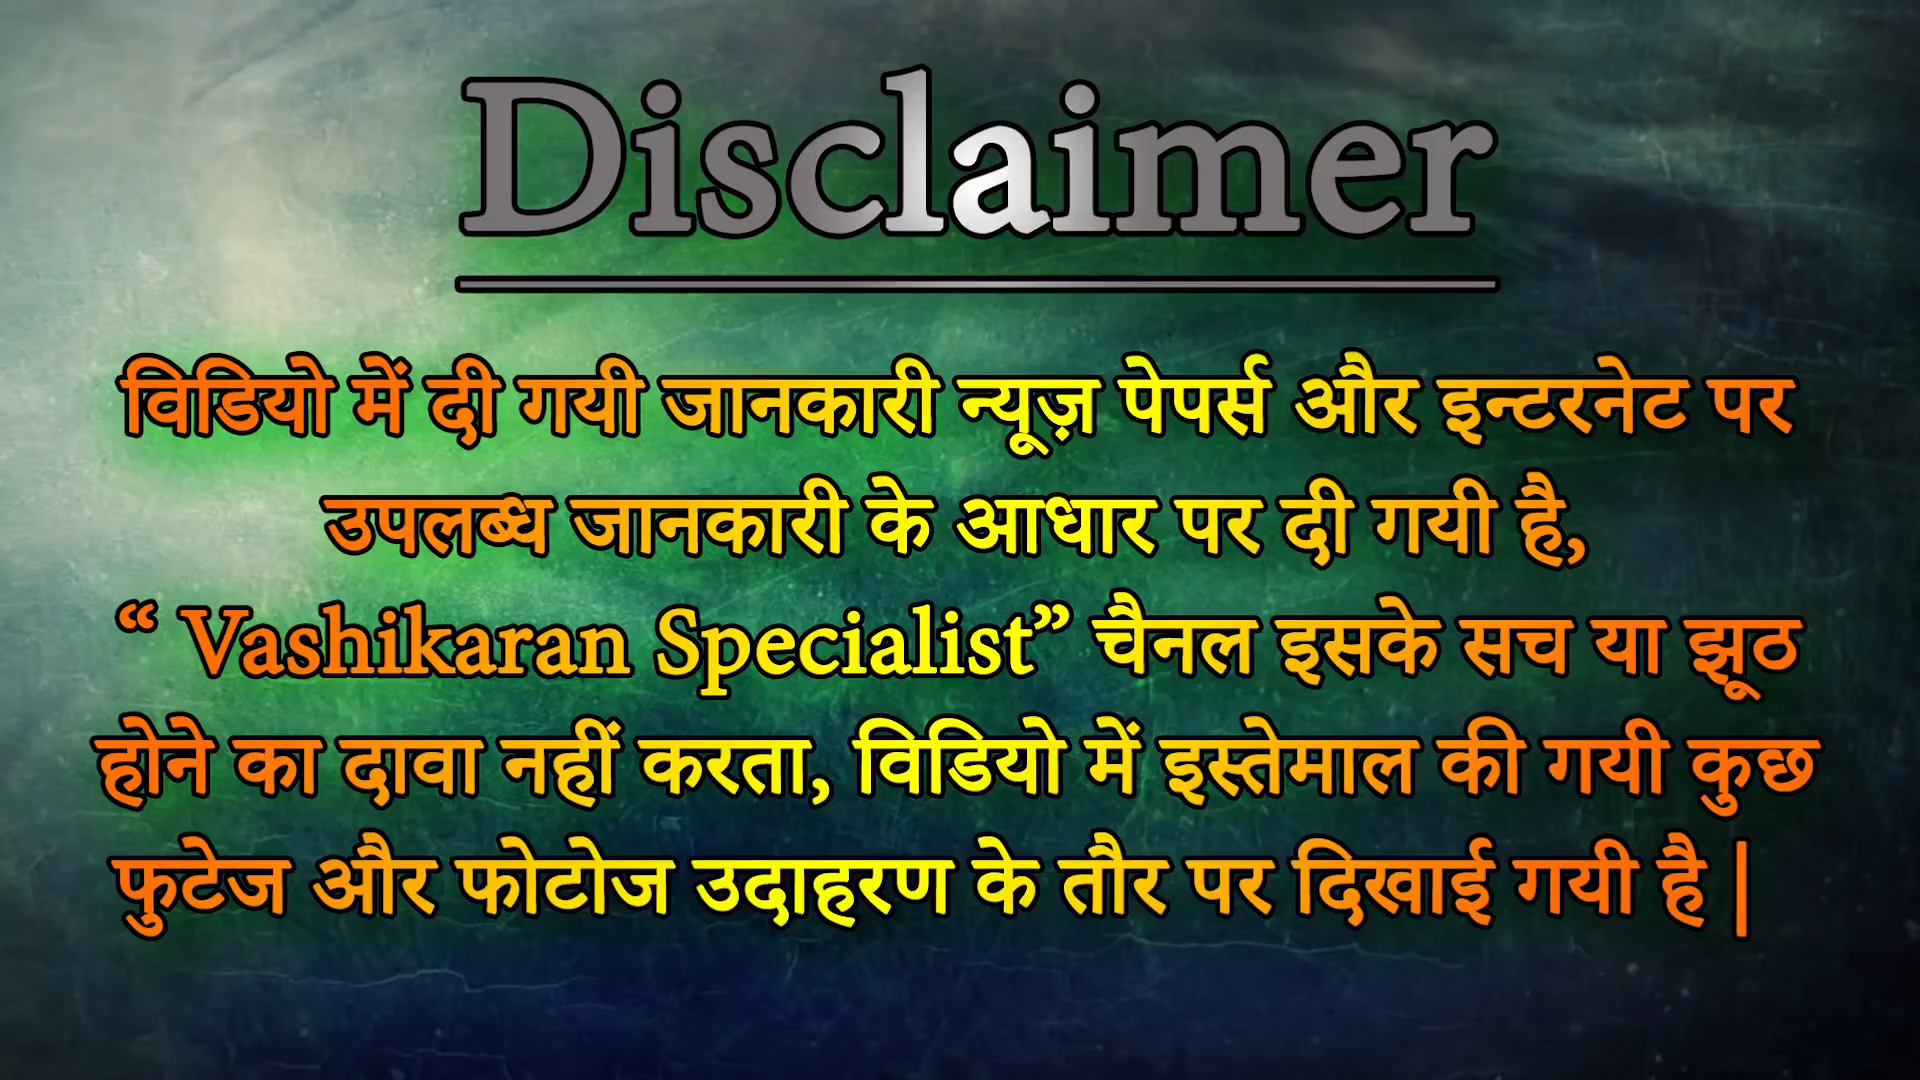 Disclaimer
विडियो में दी गयी जानकारी न्यूज़ पेपर्स और इन्टरनेट पर
उपलब्ध जानकारी के आधार पर दी गयी है,
“ Vashikaran Specialist” चैनल इसके सच या झूठ
होने का दावा नहीं करता, विडियो में इस्तेमाल की गयी कुछ
फुटेज और फोटोज उदाहरण के तौर पर दिखाई गयी है |